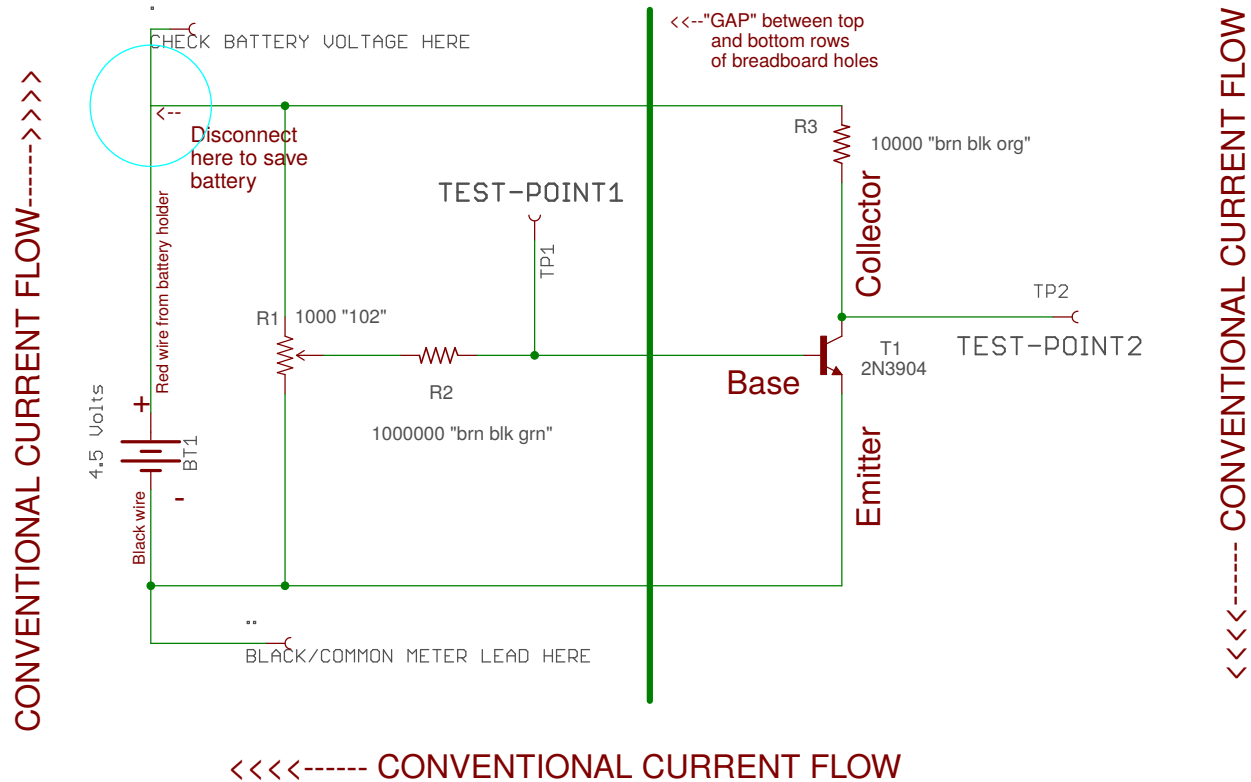 CHECK BATTERY VOLTAGE HERE
<<--"GAP" between top
and bottom rows
of breadboard holes
<--
Disconnect
here to save
battery
R3
10000 "brn blk org"
TEST-POINT1
TP1
Collector
Red wire from battery holder
R1
1000 "102"
TP2
TEST-POINT2
T1
2N3904
Base
R2
1000000 "brn blk grn"
+
4.5 Volts
BT1
-
Black wire
Emitter
BLACK/COMMON METER LEAD HERE
CONVENTIONAL CURRENT FLOW------>>>>
<<<<------ CONVENTIONAL CURRENT FLOW
<<<<------ CONVENTIONAL CURRENT FLOW